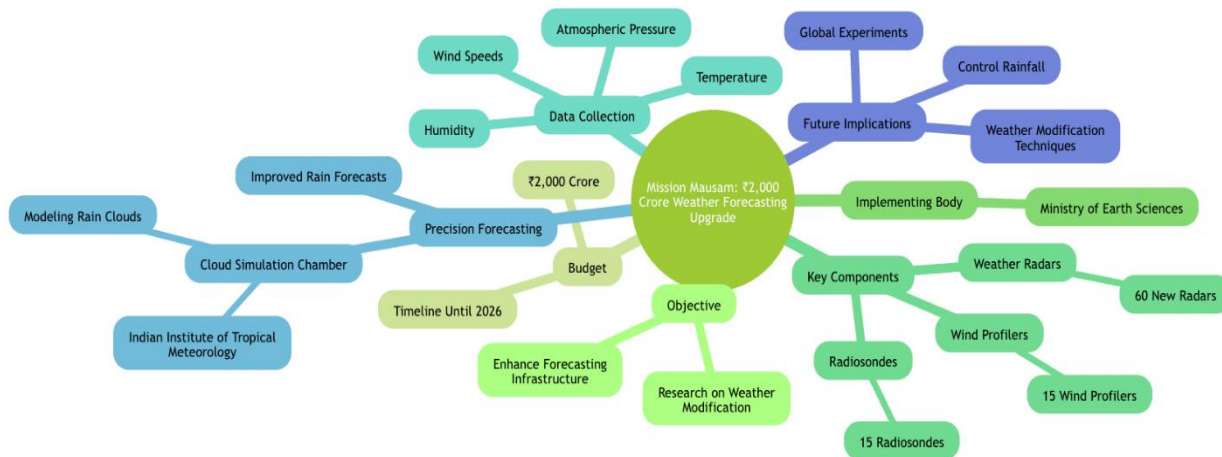 Mission Mausam: ₹2,000
Crore Weather Forecasting
Upgrade
Data Collection
Atmospheric Pressure
Wind Speeds
Temperature
Humidity
Future Implications
Global Experiments
Control Rainfall
Weather Modification
Techniques
Implementing Body
Ministry of Earth Sciences
Key Components
Weather Radars
60 New Radars
Wind Profilers
15 Wind Profilers
Radiosondes
15 Radiosondes
Objective
Enhance Forecasting
Infrastructure
Research on Weather
Modification
Budget
₹2,000 Crore
Timeline Until 2026
Precision Forecasting
Improved Rain Forecasts
Cloud Simulation Chamber
Modeling Rain Clouds
Indian Institute of Tropical
Meteorology